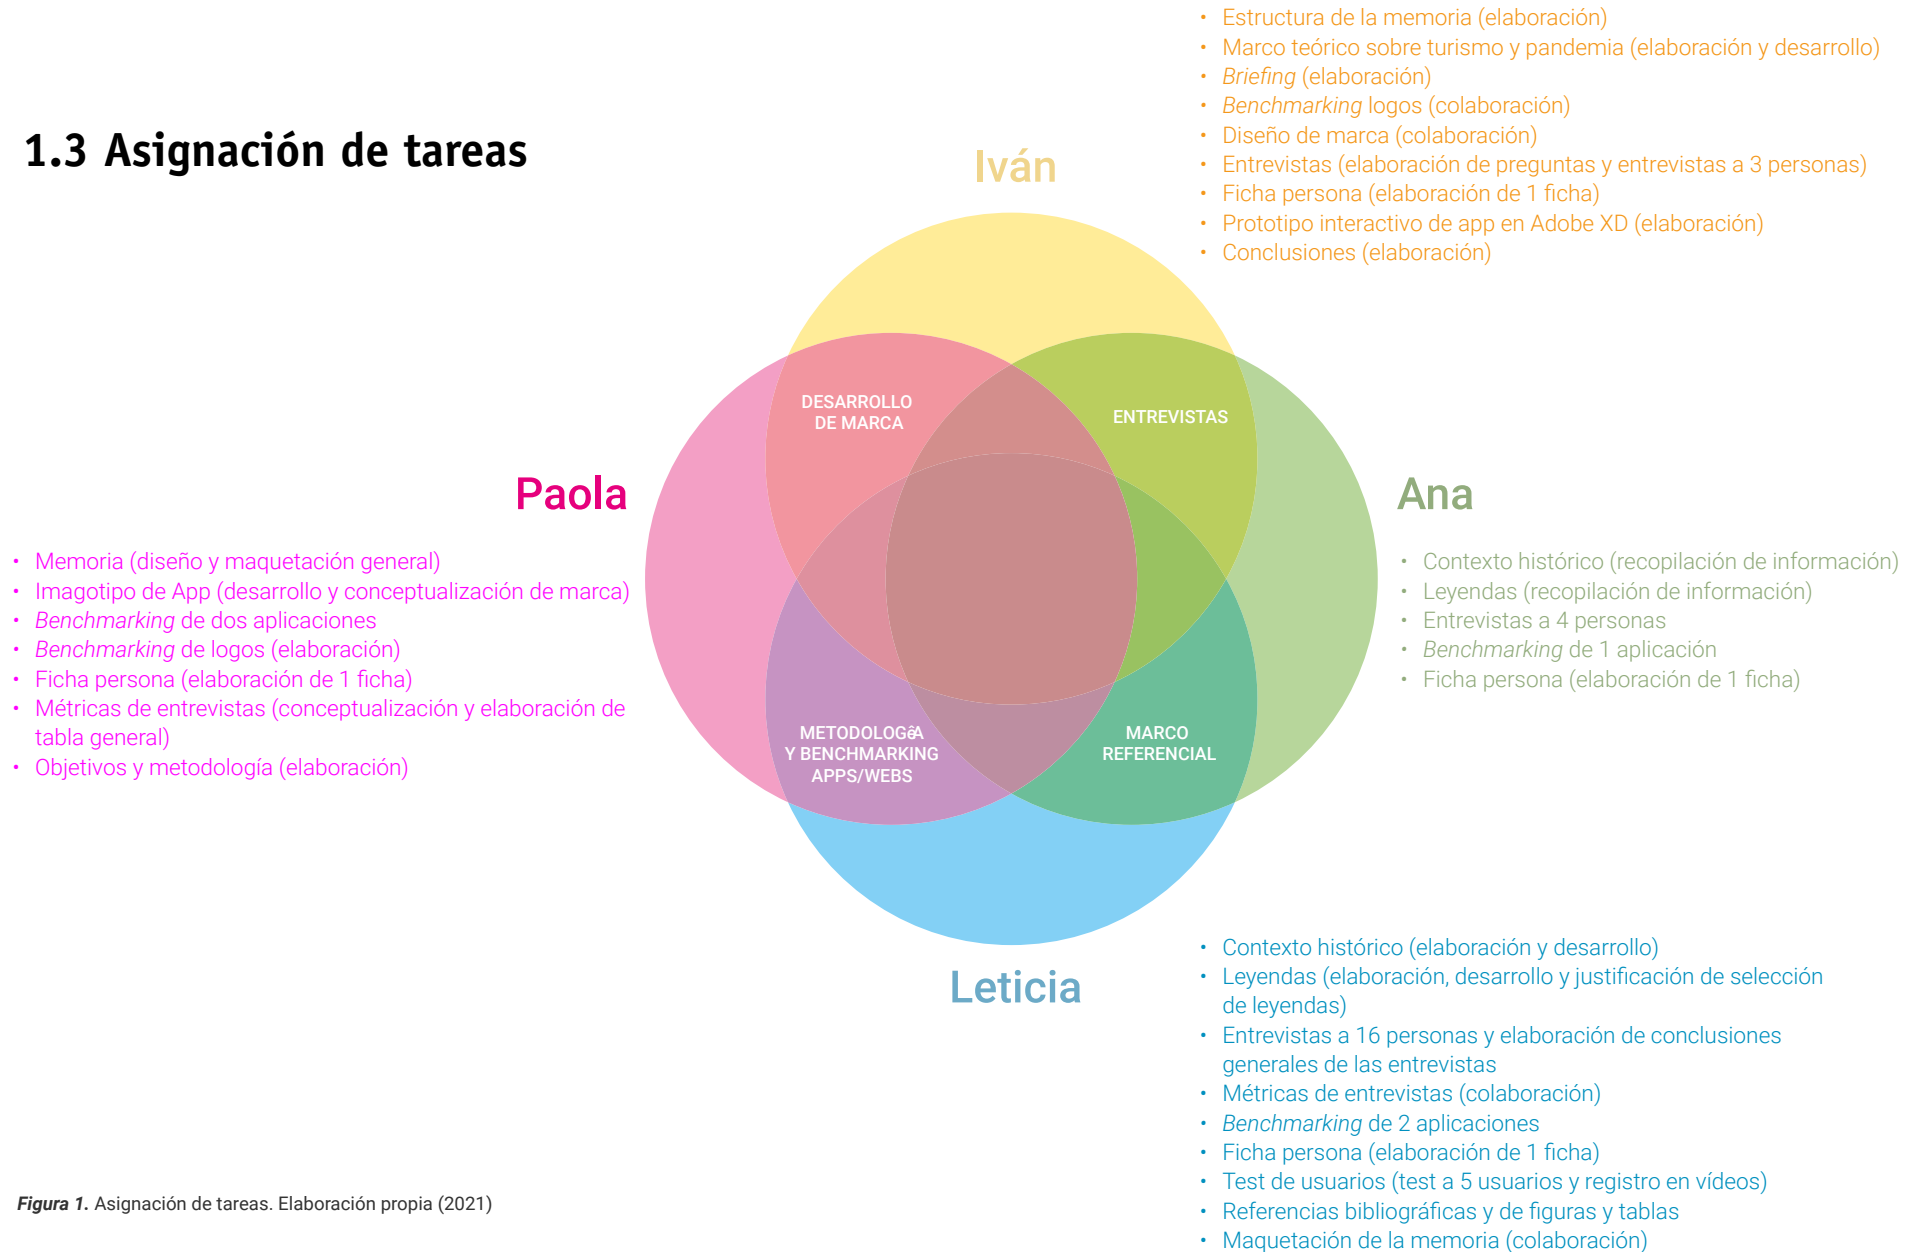 1.3 Asignación de tareas
Iván
• Estructura de la memoria (elaboración)
• Marco teórico sobre turismo y pandemia (elaboración y desarrollo)
• Briefing (elaboración)
• Benchmarking logos (colaboración)
• Diseño de marca (colaboración)
• Entrevistas (elaboración de preguntas y entrevistas a 3 personas)
• Ficha persona (elaboración de 1 ficha)
• Prototipo interactivo de app en Adobe XD (elaboración)
• Conclusiones (elaboración)
DESARROLLO
DE MARCA
ENTREVISTAS
Paola
• Memoria (diseño y maquetación general)
• Imagotipo de App (desarrollo y conceptualización de marca)
• Benchmarking de dos aplicaciones
• Benchmarking de logos (elaboración)
• Ficha persona (elaboración de 1 ficha)
• Métricas de entrevistas (conceptualización y elaboración de
tabla general)
• Objetivos y metodología (elaboración)
Ana
• Contexto histórico (recopilación de información)
• Leyendas (recopilación de información)
• Entrevistas a 4 personas
• Benchmarking de 1 aplicación
• Ficha persona (elaboración de 1 ficha)
METODOLOGêA
Y BENCHMARKING
APPS/WEBS
MARCO
REFERENCIAL
Leticia
• Contexto histórico (elaboración y desarrollo)
• Leyendas (elaboración, desarrollo y justificación de selección
de leyendas)
• Entrevistas a 16 personas y elaboración de conclusiones
generales de las entrevistas
• Métricas de entrevistas (colaboración)
• Benchmarking de 2 aplicaciones
• Ficha persona (elaboración de 1 ficha)
• Test de usuarios (test a 5 usuarios y registro en vídeos)
• Referencias bibliográficas y de figuras y tablas
• Maquetación de la memoria (colaboración)
Figura 1. Asignación de tareas. Elaboración propia (2021)